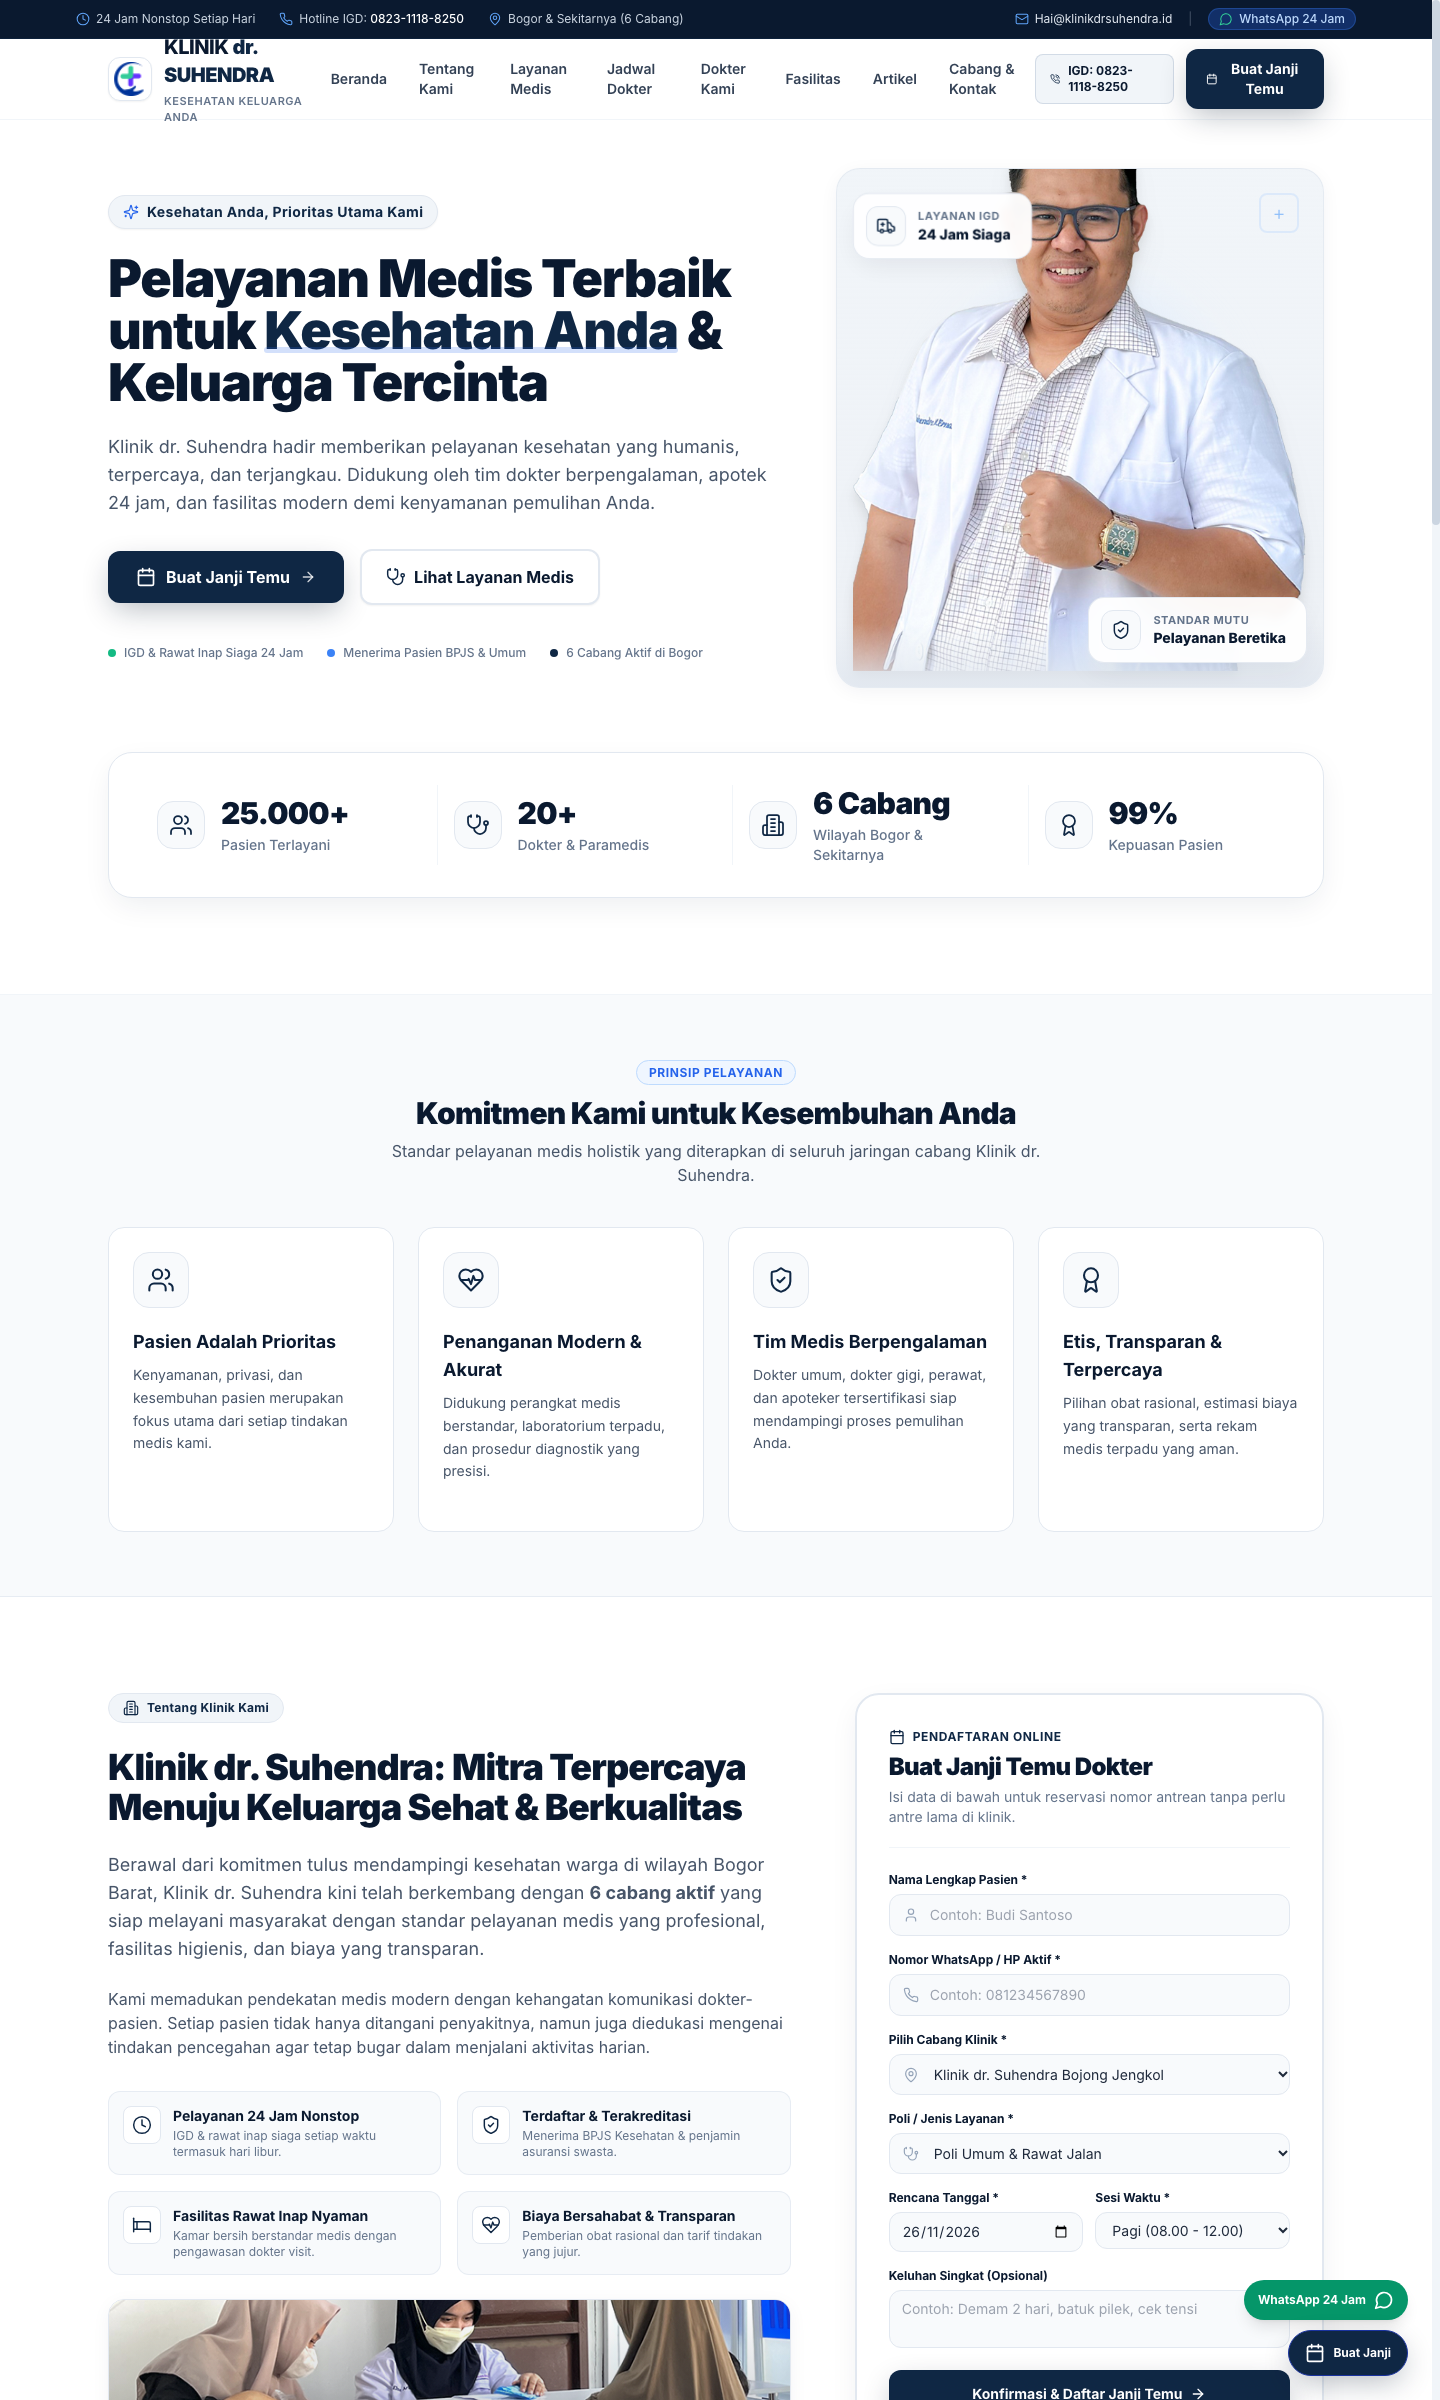 24 Jam Nonstop Setiap Hari
Hotline IGD: 0823-1118-8250
Bogor & Sekitarnya (6 Cabang)
Hai@klinikdrsuhendra.id
WhatsApp 24 Jam
KLINIK dr.
SUHENDRA
KESEHATAN KELUARGA
ANDA
Beranda
Tentang
Kami
Layanan
Medis
Jadwal
Dokter
Dokter
Kami
Fasilitas
Artikel
Cabang &
Kontak
IGD: 0823-
1118-8250
Buat Janji
Temu
Kesehatan Anda, Prioritas Utama Kami
Pelayanan Medis Terbaik
untuk Kesehatan Anda &
Keluarga Tercinta
Klinik dr. Suhendra hadir memberikan pelayanan kesehatan yang humanis,
terpercaya, dan terjangkau. Didukung oleh tim dokter berpengalaman, apotek
24 jam, dan fasilitas modern demi kenyamanan pemulihan Anda.
Buat Janji Temu
Lihat Layanan Medis
IGD & Rawat Inap Siaga 24 Jam
Menerima Pasien BPJS & Umum
6 Cabang Aktif di Bogor
LAYANAN IGD
24 Jam Siaga
STANDAR MUTU
Pelayanan Beretika
25.000+
Pasien Terlayani
20+
Dokter & Paramedis
6 Cabang
Wilayah Bogor &
Sekitarnya
99%
Kepuasan Pasien
PRINSIP PELAYANAN
Komitmen Kami untuk Kesembuhan Anda
Standar pelayanan medis holistik yang diterapkan di seluruh jaringan cabang Klinik dr.
Suhendra.
Pasien Adalah Prioritas
Kenyamanan, privasi, dan
kesembuhan pasien merupakan
fokus utama dari setiap tindakan
medis kami.
Penanganan Modern &
Akurat
Didukung perangkat medis
berstandar, laboratorium terpadu,
dan prosedur diagnostik yang
presisi.
Tim Medis Berpengalaman
Dokter umum, dokter gigi, perawat,
dan apoteker tersertifikasi siap
mendampingi proses pemulihan
Anda.
Etis, Transparan &
Terpercaya
Pilihan obat rasional, estimasi biaya
yang transparan, serta rekam
medis terpadu yang aman.
Tentang Klinik Kami
Klinik dr. Suhendra: Mitra Terpercaya
Menuju Keluarga Sehat & Berkualitas
Berawal dari komitmen tulus mendampingi kesehatan warga di wilayah Bogor
Barat, Klinik dr. Suhendra kini telah berkembang dengan 6 cabang aktif yang
siap melayani masyarakat dengan standar pelayanan medis yang profesional,
fasilitas higienis, dan biaya yang transparan.
Kami memadukan pendekatan medis modern dengan kehangatan komunikasi dokter-
pasien. Setiap pasien tidak hanya ditangani penyakitnya, namun juga diedukasi mengenai
tindakan pencegahan agar tetap bugar dalam menjalani aktivitas harian.
Pelayanan 24 Jam Nonstop
IGD & rawat inap siaga setiap waktu
termasuk hari libur.
Terdaftar & Terakreditasi
Menerima BPJS Kesehatan & penjamin
asuransi swasta.
Fasilitas Rawat Inap Nyaman
Kamar bersih berstandar medis dengan
pengawasan dokter visit.
Biaya Bersahabat & Transparan
Pemberian obat rasional dan tarif tindakan
yang jujur.
PENDAFTARAN ONLINE
Buat Janji Temu Dokter
Isi data di bawah untuk reservasi nomor antrean tanpa perlu
antre lama di klinik.
Nama Lengkap Pasien *
Contoh: Budi Santoso
Nomor WhatsApp / HP Aktif *
Contoh: 081234567890
Pilih Cabang Klinik *
Klinik dr. Suhendra Bojong Jengkol
Poli / Jenis Layanan *
Poli Umum & Rawat Jalan
Rencana Tanggal *
26/11/2026
Sesi Waktu *
Pagi (08.00 - 12.00)
Keluhan Singkat (Opsional)
Contoh: Demam 2 hari, batuk pilek, cek tensi
Konfirmasi & Daftar Janji Temu
WhatsApp 24 Jam
Buat Janji